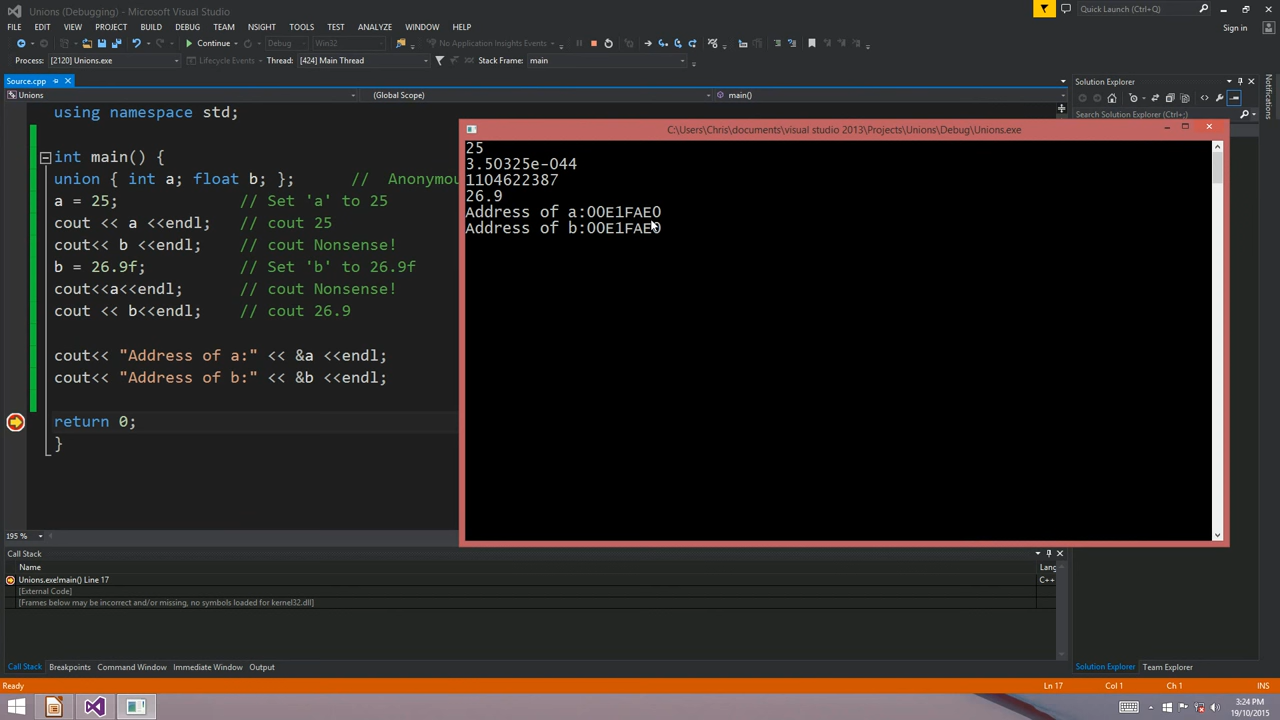 Unions (Debugging) - Microsoft Visual Studio
Quick Launch (Ctrl+Q)
FILE EDIT VIEW PROJECT BUILD DEBUG TEAM NSIGHT TOOLS TEST ANALYZE WINDOW HELP
Sign in
Continue Debug Win32 No Application Insights Events
Process: [2120] Unions.exe Lifecycle Events Thread: [424] Main Thread Stack Frame: main
Source.cpp
Solution Explorer
Unions (Global Scope) main()
Search Solution Explorer (Ctrl+;)
Notifications
using namespace std;
int main() {
union { int a; float b; }; // Anonymou
a = 25; // Set 'a' to 25
cout << a <<endl; // cout 25
cout<< b <<endl; // cout Nonsense!
b = 26.9f; // Set 'b' to 26.9f
cout<<a<<endl; // cout Nonsense!
cout << b<<endl; // cout 26.9
cout<< "Address of a:" << &a <<endl;
cout<< "Address of b:" << &b <<endl;
return 0;
}
C:\Users\Chris\documents\visual studio 2013\Projects\Unions\Debug\Unions.exe
25
3.50325e-044
1104622387
26.9
Address of a:00E1FAE0
Address of b:00E1FAE0
195 %
Call Stack
Name Lang
Unions.exe!main() Line 17 C++
[External Code]
[Frames below may be incorrect and/or missing, no symbols loaded for kernel32.dll]
Call Stack Breakpoints Command Window Immediate Window Output
Solution Explorer Team Explorer
Ready Ln 17 Col 1 Ch 1 INS
3:24 PM
19/10/2015